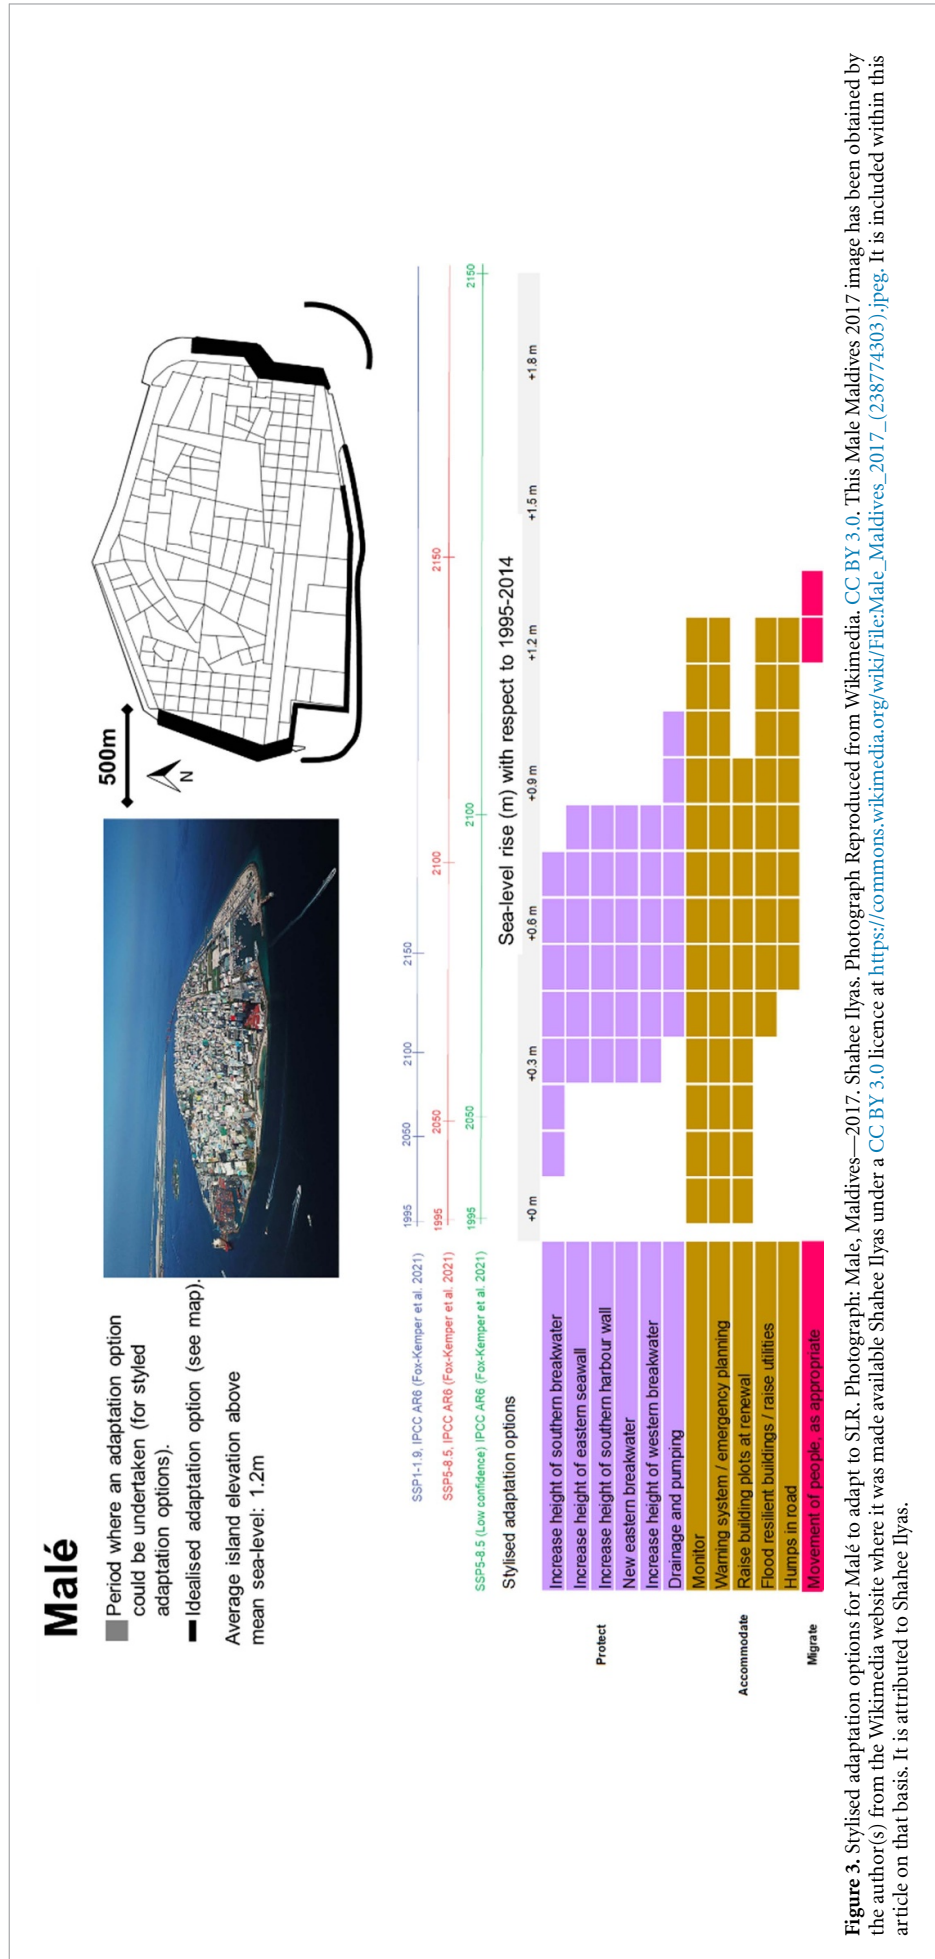 Malé
Period where an adaptation option
could be undertaken (for styled
adaptation options).
Idealised adaptation option (see map).
Average island elevation above
mean sea-level: 1.2m
500m
N
SSP1-1.9, IPCC AR6 (Fox-Kemper et al. 2021)
1995 2050 2100 2150
SSP5-8.5, IPCC AR6 (Fox-Kemper et al. 2021)
1995 2050 2100 2150
SSP5-8.5 (Low confidence) IPCC AR6 (Fox-Kemper et al. 2021)
1995 2050 2100 2150
Stylised adaptation options
Sea-level rise (m) with respect to 1995-2014
+0 m +0.3 m +0.6 m +0.9 m +1.2 m +1.5 m +1.8 m
Protect
Increase height of southern breakwater
Increase height of eastern seawall
Increase height of southern harbour wall
New eastern breakwater
Increase height of western breakwater
Drainage and pumping
Accommodate
Monitor
Warning system / emergency planning
Raise building plots at renewal
Flood resilient buildings / raise utilities
Humps in road
Migrate
Movement of people, as appropriate
Figure 3. Stylised adaptation options for Malé to adapt to SLR. Photograph: Male, Maldives—2017. Shahee Ilyas. Photograph Reproduced from Wikimedia. CC BY 3.0. This Male Maldives 2017 image has been obtained by
the author(s) from the Wikimedia website where it was made available Shahee Ilyas under a CC BY 3.0 licence at https://commons.wikimedia.org/wiki/File:Male_Maldives_2017_(238774303).jpeg. It is included within this
article on that basis. It is attributed to Shahee Ilyas.